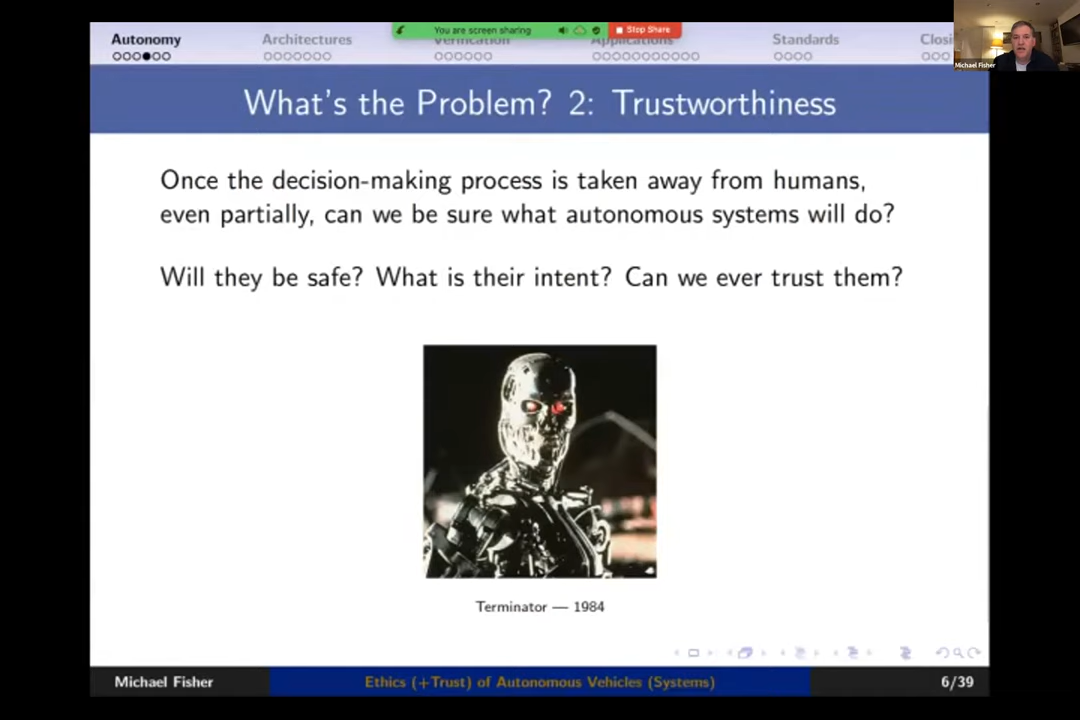 Autonomy Architectures Verification Applications Standards Closi
You are screen sharing Stop Share
Michael Fisher
What's the Problem? 2: Trustworthiness
Once the decision-making process is taken away from humans,
even partially, can we be sure what autonomous systems will do?
Will they be safe? What is their intent? Can we ever trust them?
Terminator — 1984
Michael Fisher Ethics (+Trust) of Autonomous Vehicles (Systems) 6/39